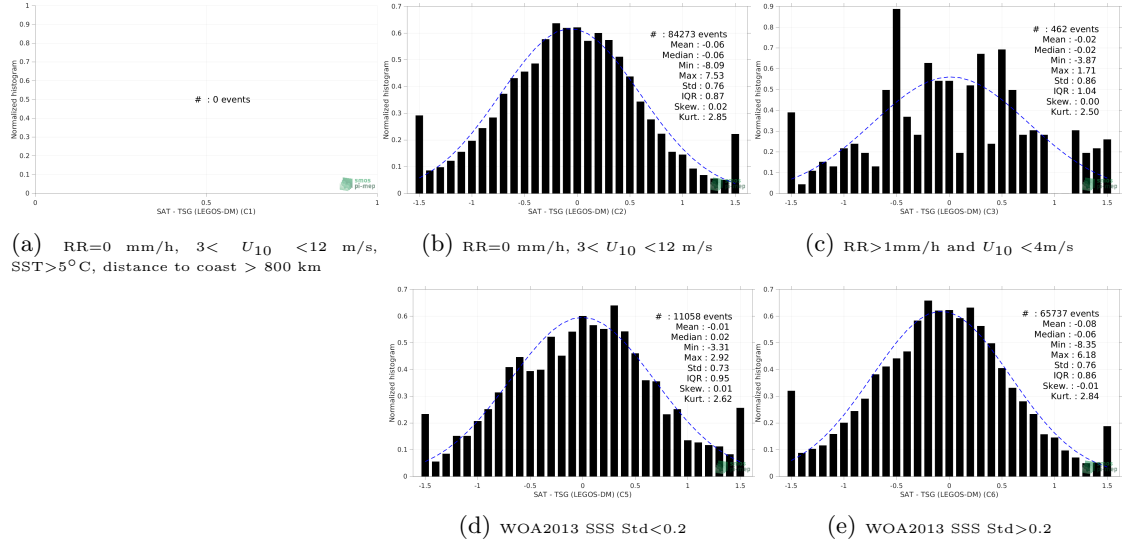 1
0.9
0.8
0.7
0.6
0.5
0.4
0.3
0.2
0.1
0
Normalized histogram
# : 0 events
0 0.5 1
SAT - TSG (LEGOS-DM) (C1)
smos
pi-mep
(a) RR=0 mm/h, 3< U10 <12 m/s,
SST>5°C, distance to coast > 800 km
0.7
0.6
0.5
0.4
0.3
0.2
0.1
0
Normalized histogram
# : 84273 events
Mean : -0.06
Median : -0.06
Min : -8.09
Max : 7.53
Std : 0.76
IQR : 0.87
Skew. : 0.02
Kurt. : 2.85
-1.5 -1 -0.5 0 0.5 1 1.5
SAT - TSG (LEGOS-DM) (C2)
(b) RR=0 mm/h, 3< U10 <12 m/s
0.9
0.8
0.7
0.6
0.5
0.4
0.3
0.2
0.1
0
Normalized histogram
# : 462 events
Mean : -0.02
Median : -0.02
Min : -3.87
Max : 1.71
Std : 0.86
IQR : 1.04
Skew. : 0.00
Kurt. : 2.50
-1.5 -1 -0.5 0 0.5 1 1.5
SAT - TSG (LEGOS-DM) (C3)
(c) RR>1mm/h and U10 <4m/s
0.7
0.6
0.5
0.4
0.3
0.2
0.1
0
Normalized histogram
# : 11058 events
Mean : -0.01
Median : 0.02
Min : -3.31
Max : 2.92
Std : 0.73
IQR : 0.95
Skew. : 0.01
Kurt. : 2.62
-1.5 -1 -0.5 0 0.5 1 1.5
SAT - TSG (LEGOS-DM) (C5)
(d) WOA2013 SSS Std<0.2
0.7
0.6
0.5
0.4
0.3
0.2
0.1
0
Normalized histogram
# : 65737 events
Mean : -0.08
Median : -0.06
Min : -8.35
Max : 6.18
Std : 0.76
IQR : 0.86
Skew. : -0.01
Kurt. : 2.84
-1.5 -1 -0.5 0 0.5 1 1.5
SAT - TSG (LEGOS-DM) (C6)
(e) WOA2013 SSS Std>0.2